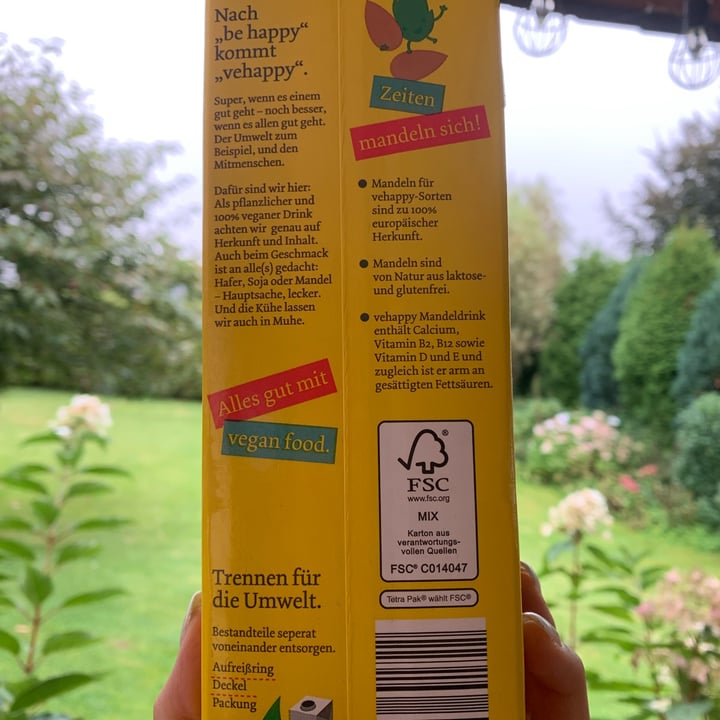 Nach
„be happy“
kommt
„vehappy“.
Super, wenn es einem
gut geht – noch besser,
wenn es allen gut geht.
Der Umwelt zum
Beispiel, und den
Mitmenschen.
Dafür sind wir hier:
Als pflanzlicher und
100% veganer Drink
achten wir genau auf
Herkunft und Inhalt.
Auch beim Geschmack
ist an alle(s) gedacht:
Hafer, Soja oder Mandel
– Hauptsache, lecker.
Und die Kühe lassen
wir auch in Muhe.
Alles gut mit
vegan food.
Trennen für
die Umwelt.
Bestandteile seperat
voneinander entsorgen.
Aufreißring
Deckel
Packung
Zeiten
mandeln sich!
● Mandeln für
vehappy-Sorten
sind zu 100%
europäischer
Herkunft.
● Mandeln sind
von Natur aus laktose-
und glutenfrei.
● vehappy Mandeldrink
enthält Calcium,
Vitamin B2, B12 sowie
Vitamin D und E und
zugleich ist er arm an
gesättigten Fettsäuren.
®
FSC
www.fsc.org
MIX
Karton aus
verantwortungs-
vollen Quellen
FSC® C014047
Tetra Pak® wählt FSC®